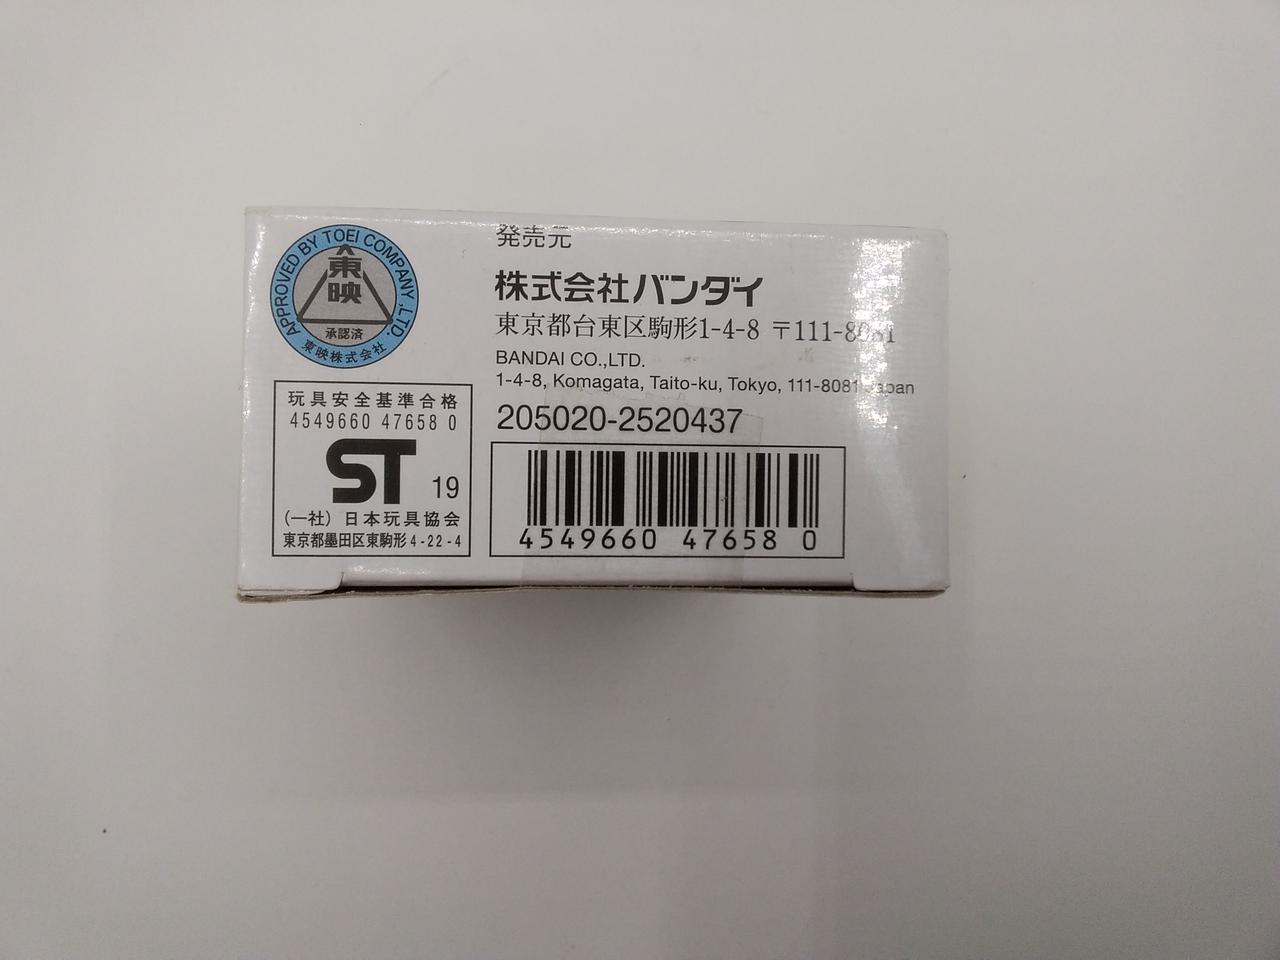 APPROVED BY TOEI COMPANY, LTD.
東映
承認済
東映株式会社
玩具安全基準合格
4549660 47658 0
ST 19
(一社) 日本玩具協会
東京都墨田区東駒形4-22-4
発売元
株式会社バンダイ
東京都台東区駒形1-4-8 〒111-8081
BANDAI CO.,LTD.
1-4-8, Komagata, Taito-ku, Tokyo, 111-8081 Japan
205020-2520437
4549660 47658 0